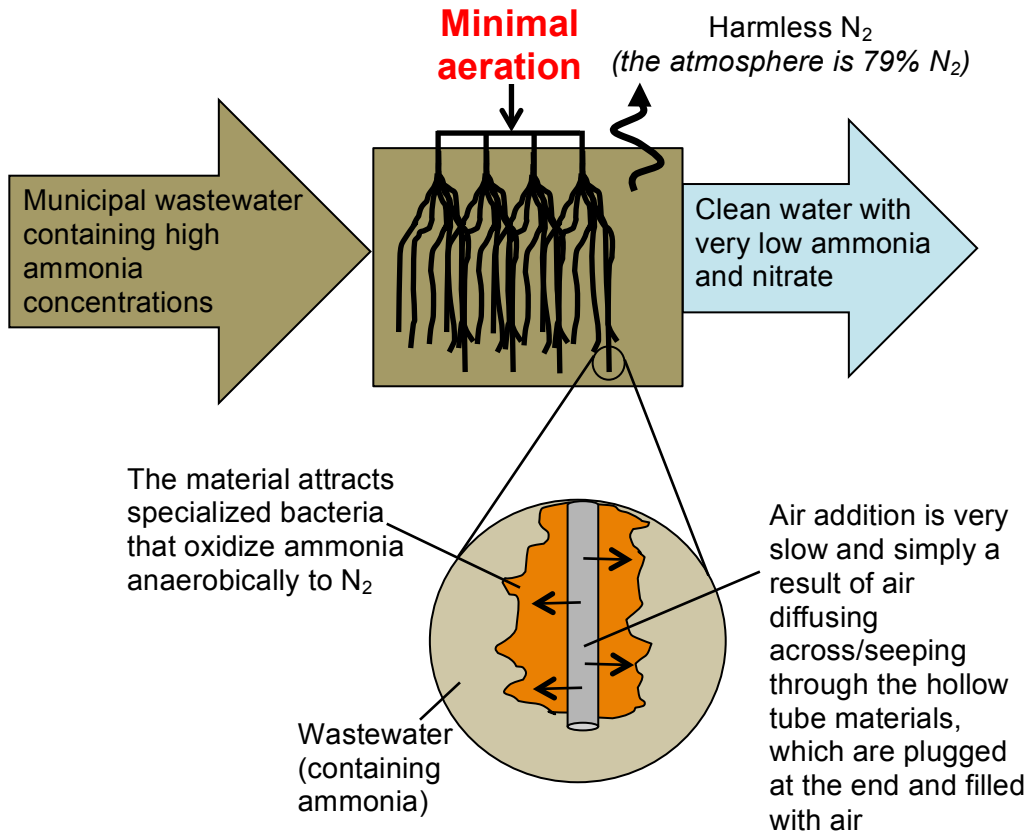 Minimal
aeration
Harmless N₂
(the atmosphere is 79% N₂)
Municipal wastewater
containing high
ammonia
concentrations
Clean water with
very low ammonia
and nitrate
The material attracts
specialized bacteria
that oxidize ammonia
anaerobically to N₂
Air addition is very
slow and simply a
result of air
diffusing
across/seeping
through the hollow
tube materials,
which are plugged
at the end and filled
with air
Wastewater
(containing
ammonia)